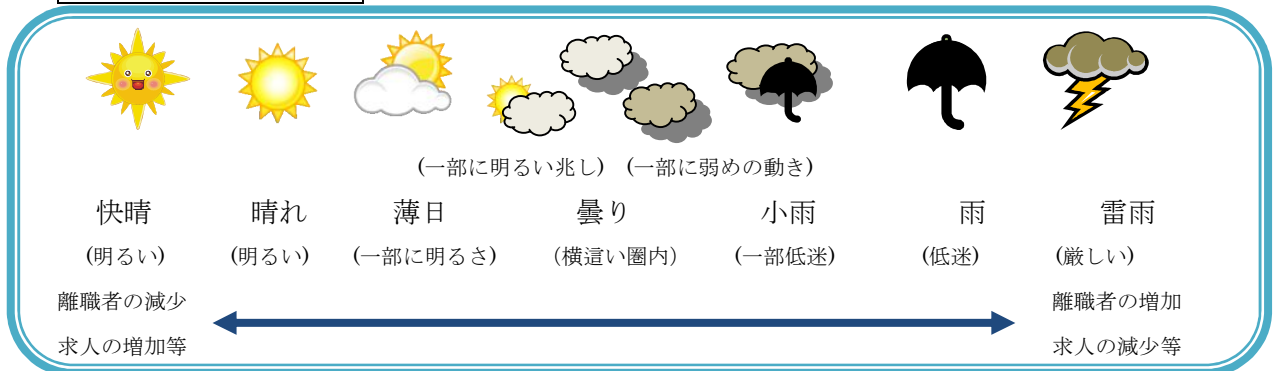 (一部に明るい兆し) (一部に弱めの動き)
快晴 晴れ 薄日 曇り 小雨 雨 雷雨
(明るい) (明るい) (一部に明るさ) (横這い圏内) (一部低迷) (低迷) (厳しい)
離職者の減少 離職者の増加
求人の増加等 求人の減少等